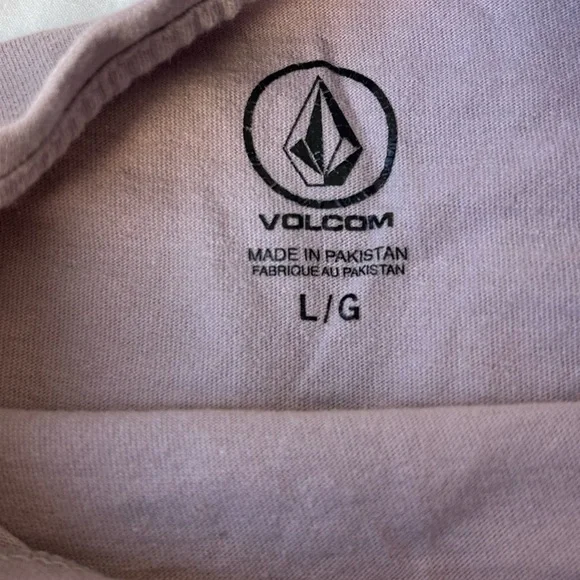 VOLCOM
MADE IN PAKISTAN
FABRIQUE AU PAKISTAN
L/G